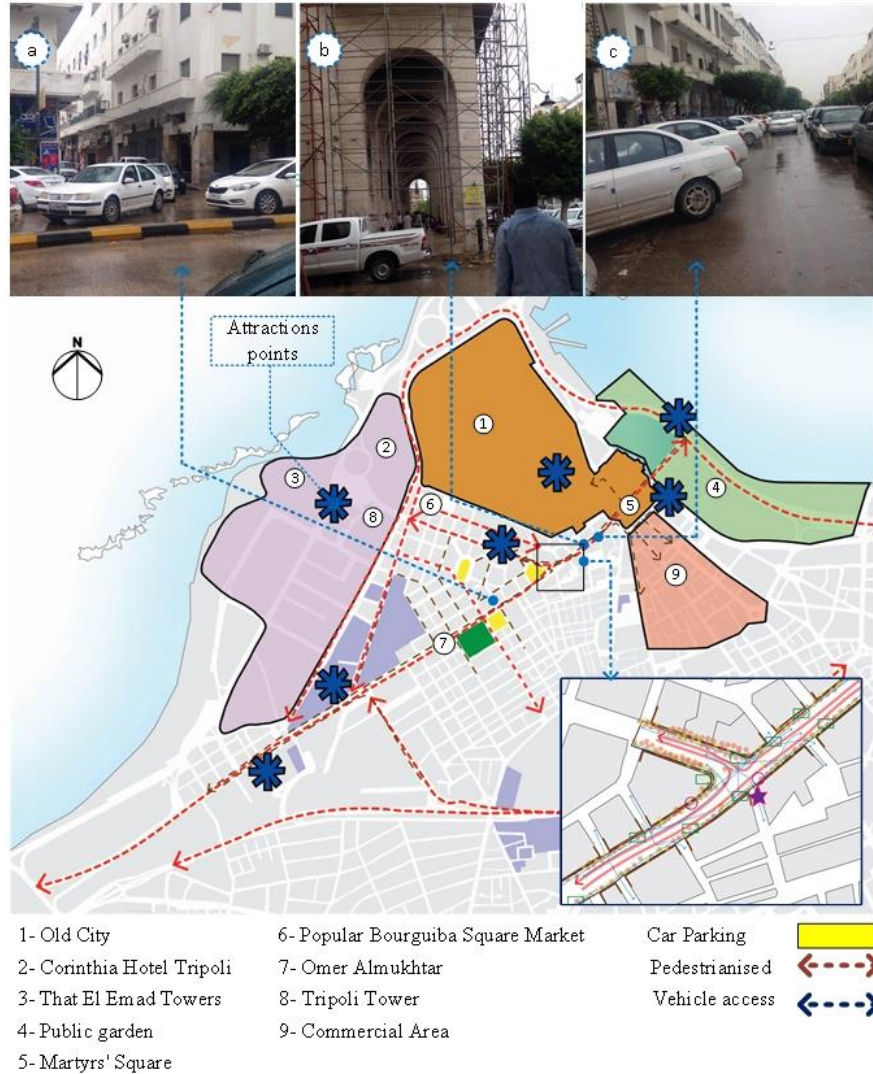 a
b
c
Attractions
points
N
1
2
3
6
5
4
8
9
7
1- Old City
2- Corinthia Hotel Tripoli
3- That El Emad Towers
4- Public garden
5- Martyrs' Square
6- Popular Bourguiba Square Market
7- Omer Almukhtar
8- Tripoli Tower
9- Commercial Area
Car Parking
Pedestrianised
Vehicle access